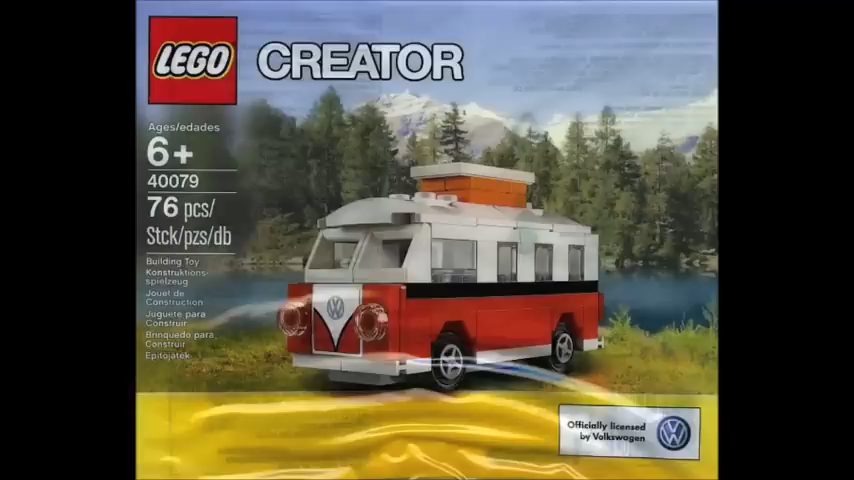 LEGO CREATOR
Ages/edades
6+
40079
76 pcs/
Stck/pzs/db
Building Toy
Konstruktions-
spielzeug
Jouet de
Construction
Juguete para
Construir
Brinquedo para
Construir
Építőjáték
Officially licensed
by Volkswagen